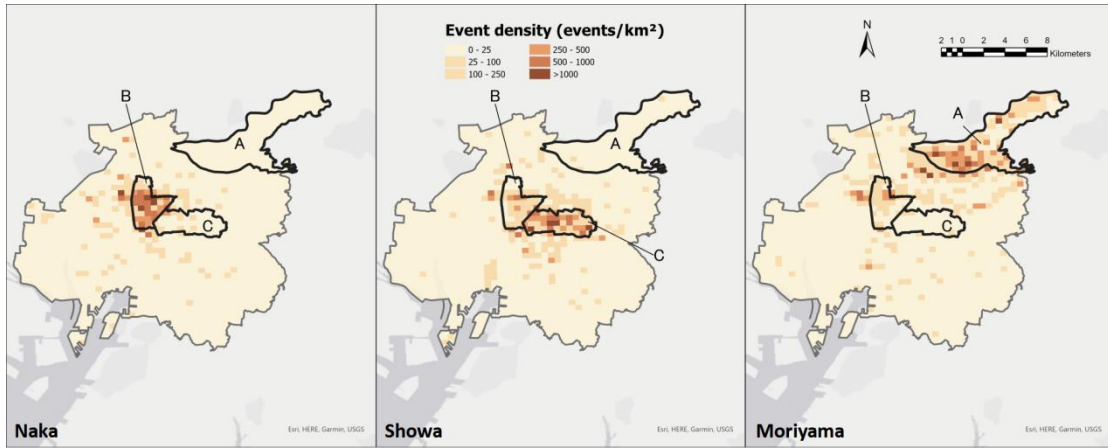 B
A
C
Naka
Esri, HERE, Garmin, USGS
Event density (events/km²)
0 - 25
25 - 100
100 - 250
250 - 500
500 - 1000
>1000
B
A
C
Showa
Esri, HERE, Garmin, USGS
N
2 1 0 2 4 6 8
Kilometers
B
A
C
Moriyama
Esri, HERE, Garmin, USGS